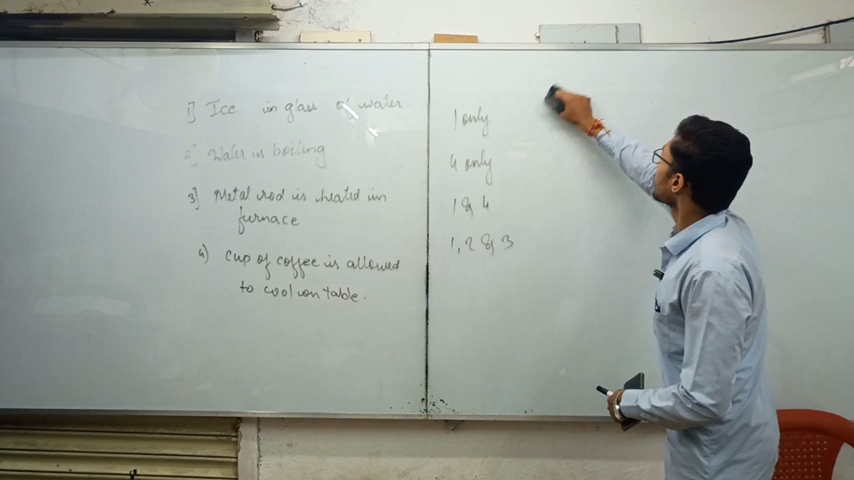 1] Ice in glass of water.
2] Water is boiling
3] Metal rod is heated in
furnace
4) cup of coffee is allowed
to cool on table.
1 only
4 only
1 & 4
1, 2 & 3